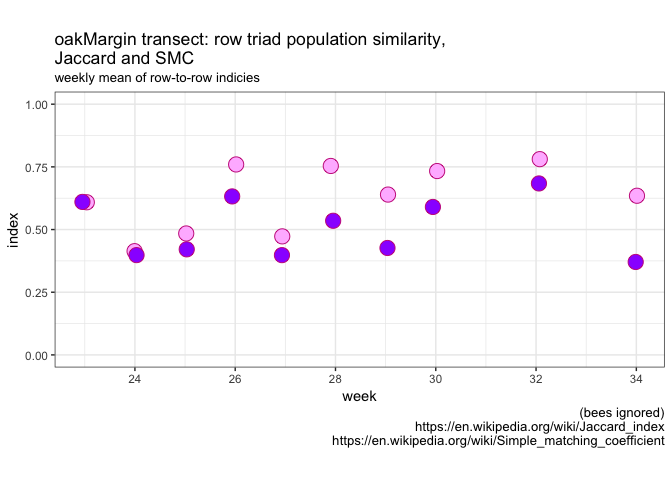 oakMargin transect: row triad population similarity,
Jaccard and SMC
weekly mean of row-to-row indicies
1.00
0.75
0.50
0.25
0.00
index
24 26 28 30 32 34
week
(bees ignored)
https://en.wikipedia.org/wiki/Jaccard_index
https://en.wikipedia.org/wiki/Simple_matching_coefficient